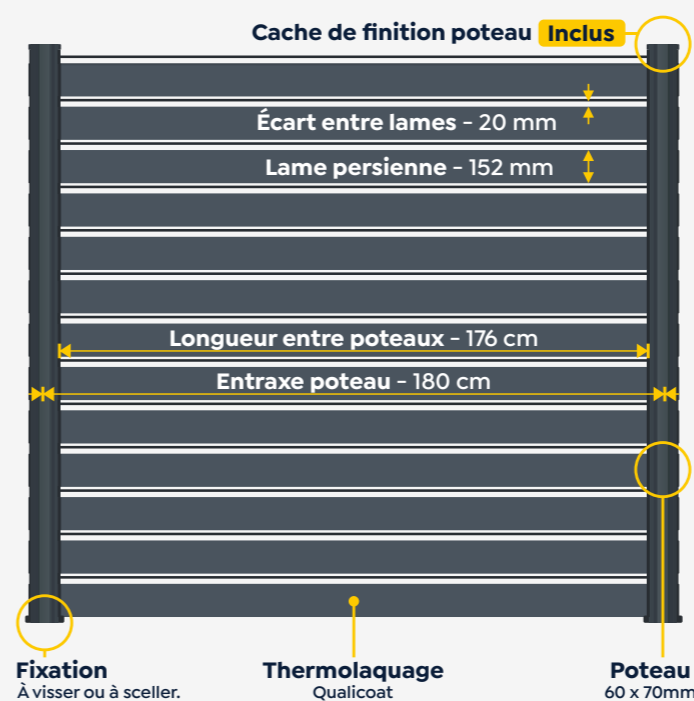 Cache de finition poteau Inclus
Écart entre lames - 20 mm
Lame persienne - 152 mm
Longueur entre poteaux - 176 cm
Entraxe poteau - 180 cm
Fixation
À visser ou à sceller.
Thermolaquage
Qualicoat
Poteau
60 x 70mm